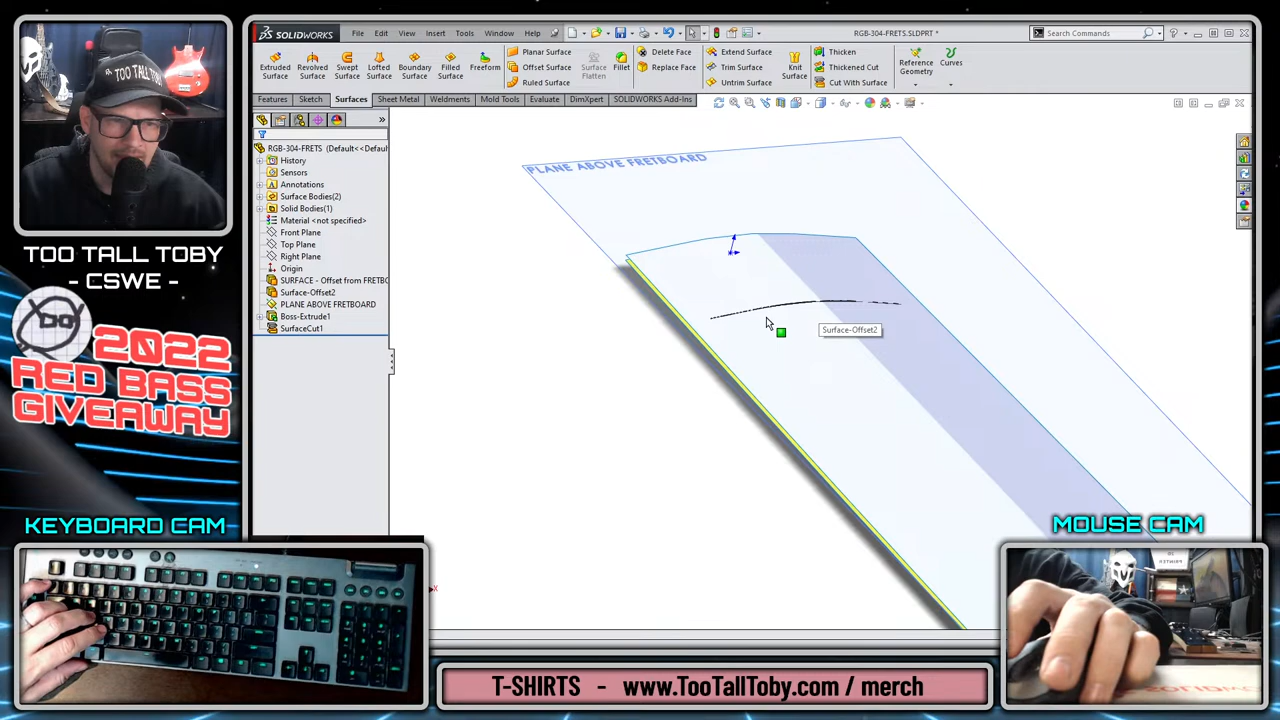 TOO TALL TOBY
SOLIDWORKS
File
Edit
View
Insert
Tools
Window
Help
RGB-304-FRETS.SLDPRT *
Search Commands
Extruded Surface
Revolved Surface
Swept Surface
Lofted Surface
Boundary Surface
Filled Surface
Freeform
Planar Surface
Offset Surface
Ruled Surface
Surface Flatten
Fillet
Delete Face
Replace Face
Extend Surface
Trim Surface
Untrim Surface
Knit Surface
Thicken
Thickened Cut
Cut With Surface
Reference Geometry
Curves
Features
Sketch
Surfaces
Sheet Metal
Weldments
Mold Tools
Evaluate
DimXpert
SOLIDWORKS Add-Ins
RGB-304-FRETS (Default<<Defaul
History
Sensors
Annotations
Surface Bodies(2)
Solid Bodies(1)
Material <not specified>
Front Plane
Top Plane
Right Plane
Origin
SURFACE - Offset from FRETBO
Surface-Offset2
PLANE ABOVE FRETBOARD
Boss-Extrude1
SurfaceCut1
PLANE ABOVE FRETBOARD
Surface-Offset2
X
TOO TALL TOBY
- CSWE -
2022
RED BASS
GIVEAWAY
KEYBOARD CAM
MOUSE CAM
T-SHIRTS - www.TooTallToby.com / merch